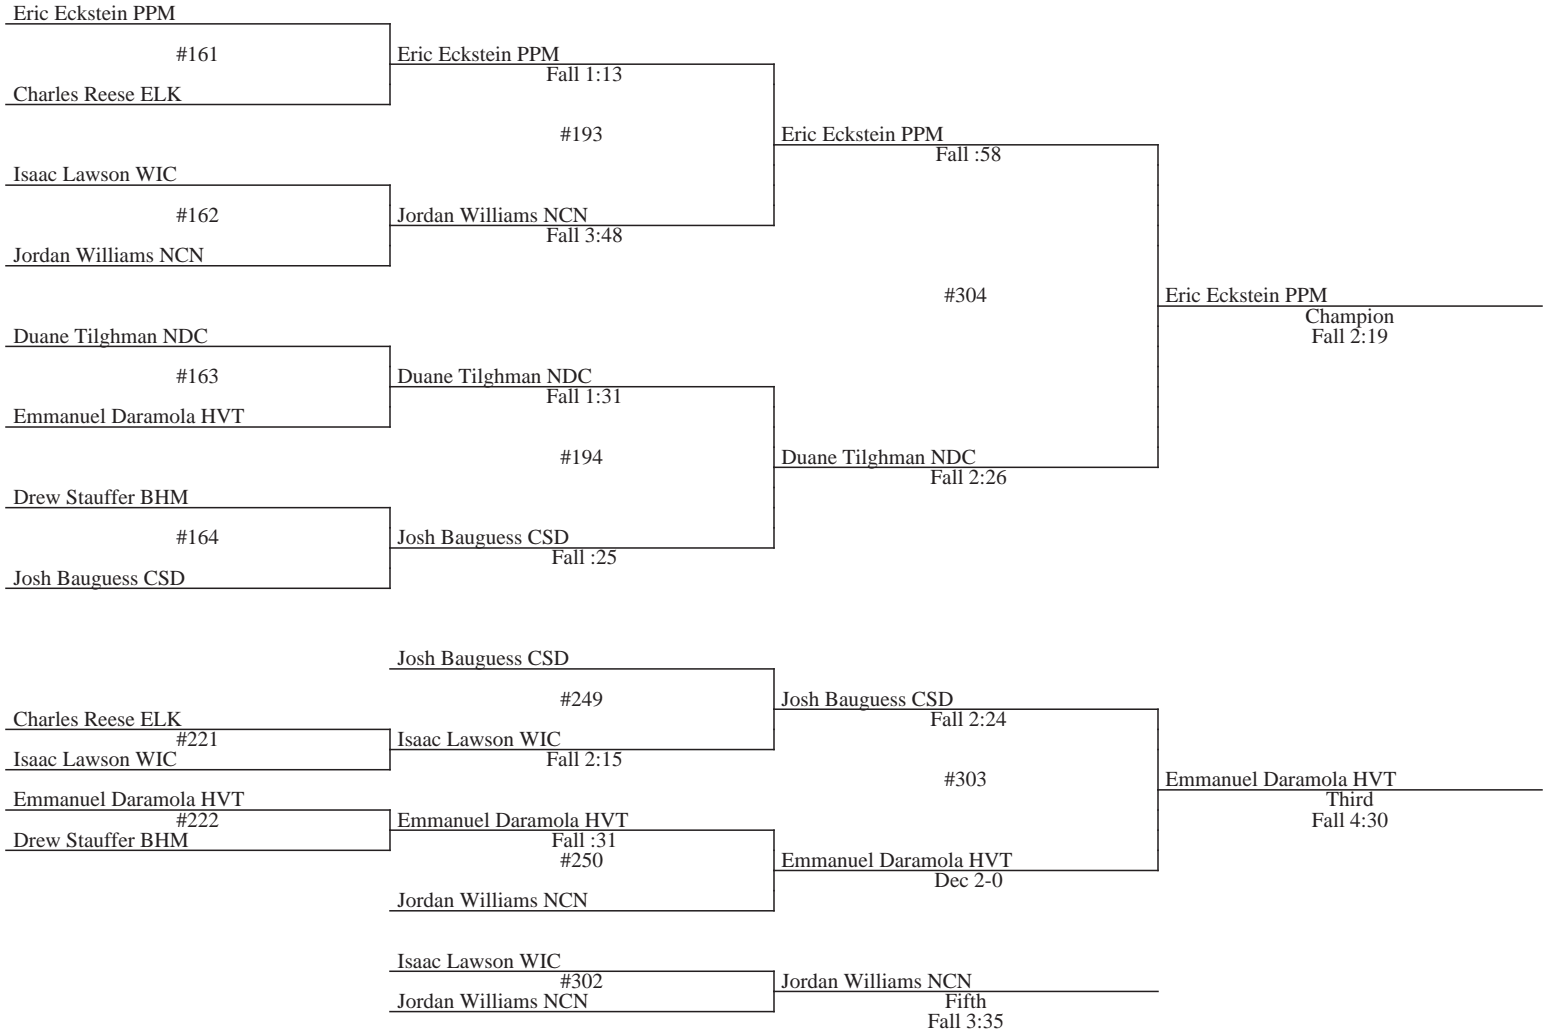 Eric Eckstein PPM
#161
Charles Reese ELK
Eric Eckstein PPM
Fall 1:13
#193
Isaac Lawson WIC
#162
Jordan Williams NCN
Jordan Williams NCN
Fall 3:48
Eric Eckstein PPM
Fall :58
#304
Duane Tilghman NDC
#163
Emmanuel Daramola HVT
Duane Tilghman NDC
Fall 1:31
#194
Drew Stauffer BHM
#164
Josh Bauguess CSD
Josh Bauguess CSD
Fall :25
Duane Tilghman NDC
Fall 2:26
Eric Eckstein PPM
Champion
Fall 2:19
Josh Bauguess CSD
#249
Charles Reese ELK
#221
Isaac Lawson WIC
Isaac Lawson WIC
Fall 2:15
Josh Bauguess CSD
Fall 2:24
#303
Emmanuel Daramola HVT
#222
Drew Stauffer BHM
Emmanuel Daramola HVT
Fall :31
#250
Jordan Williams NCN
Emmanuel Daramola HVT
Dec 2-0
Emmanuel Daramola HVT
Third
Fall 4:30
Isaac Lawson WIC
#302
Jordan Williams NCN
Jordan Williams NCN
Fifth
Fall 3:35